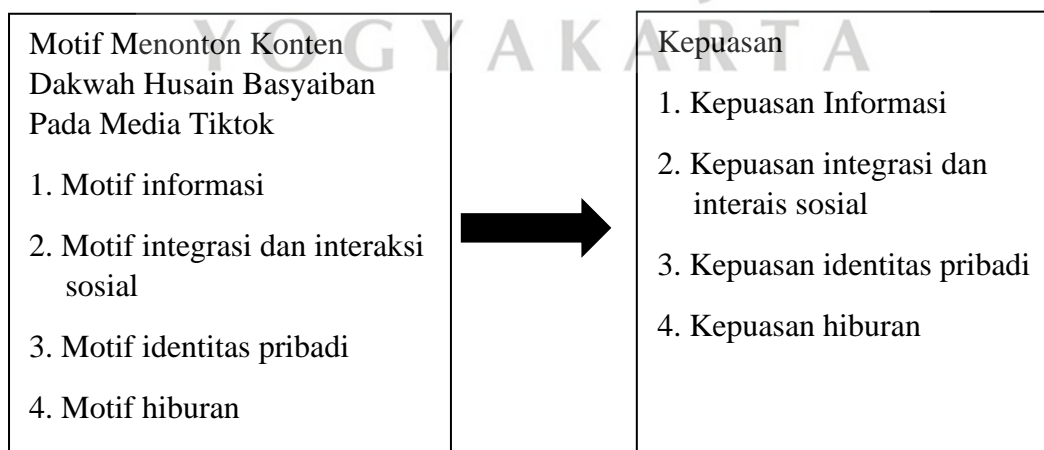 YOGYAKARTA
Motif Menonton Konten
Dakwah Husain Basyaiban
Pada Media Tiktok
1. Motif informasi
2. Motif integrasi dan interaksi
sosial
3. Motif identitas pribadi
4. Motif hiburan
Kepuasan
1. Kepuasan Informasi
2. Kepuasan integrasi dan
interais sosial
3. Kepuasan identitas pribadi
4. Kepuasan hiburan